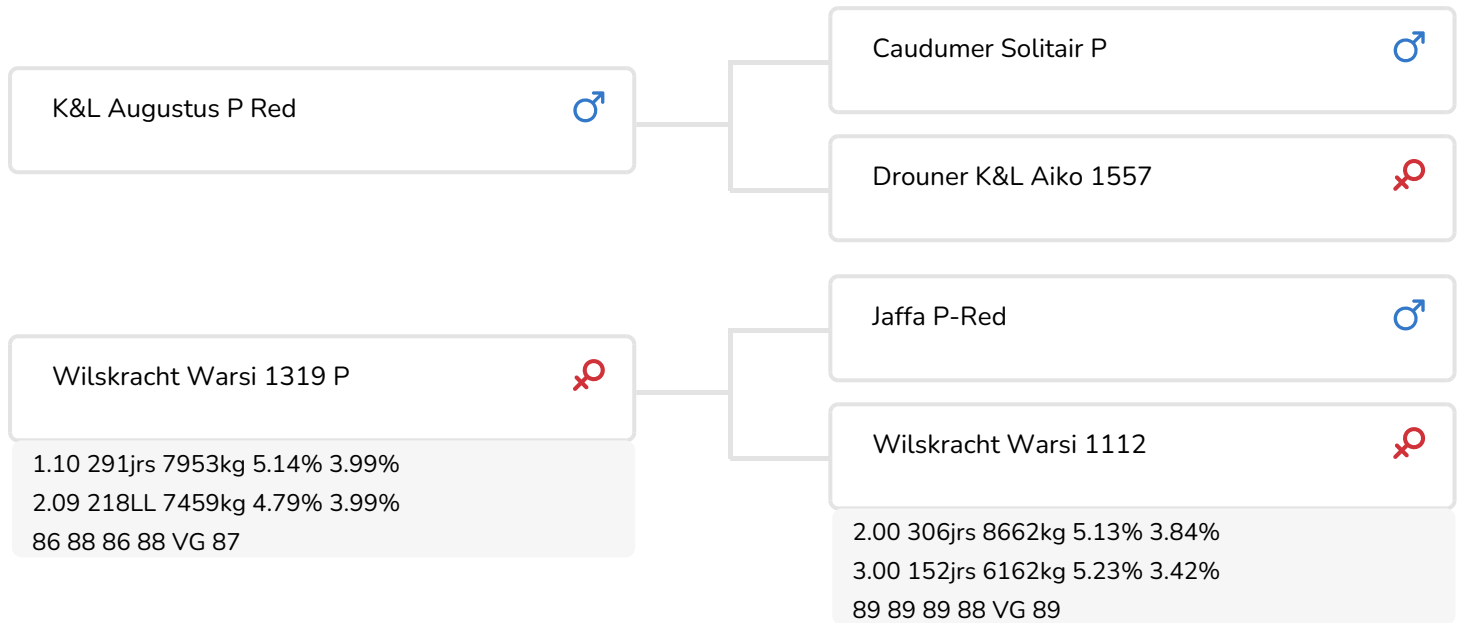 K&L Augustus P Red
Wilskracht Warsi 1319 P
1.10 291jrs 7953kg 5.14% 3.99%
2.09 218LL 7459kg 4.79% 3.99%
86 88 86 88 VG 87
Caudumer Solitair P
Drouner K&L Aiko 1557
Jaffa P-Red
Wilskracht Warsi 1112
2.00 306jrs 8662kg 5.13% 3.84%
3.00 152jrs 6162kg 5.23% 3.42%
89 89 89 88 VG 89